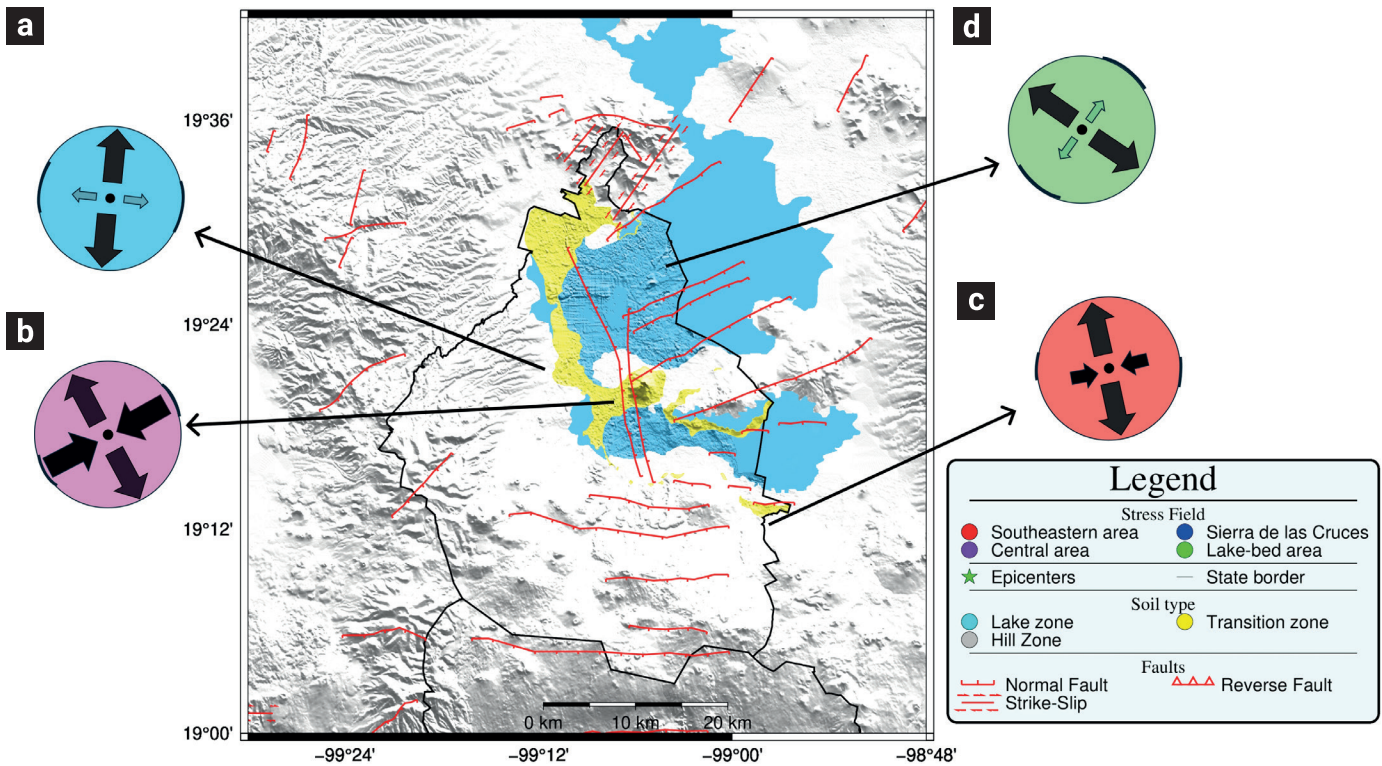 a
d
19°36'
19°24'
b
c
19°12'
19°00'
0 km
10 km
20 km
−99°24'
−99°12'
−99°00'
−98°48'
Legend
Stress Field
Southeastern area
Sierra de las Cruces
Central area
Lake-bed area
Epicenters
State border
Soil type
Lake zone
Transition zone
Hill Zone
Faults
Normal Fault
Reverse Fault
Strike-Slip